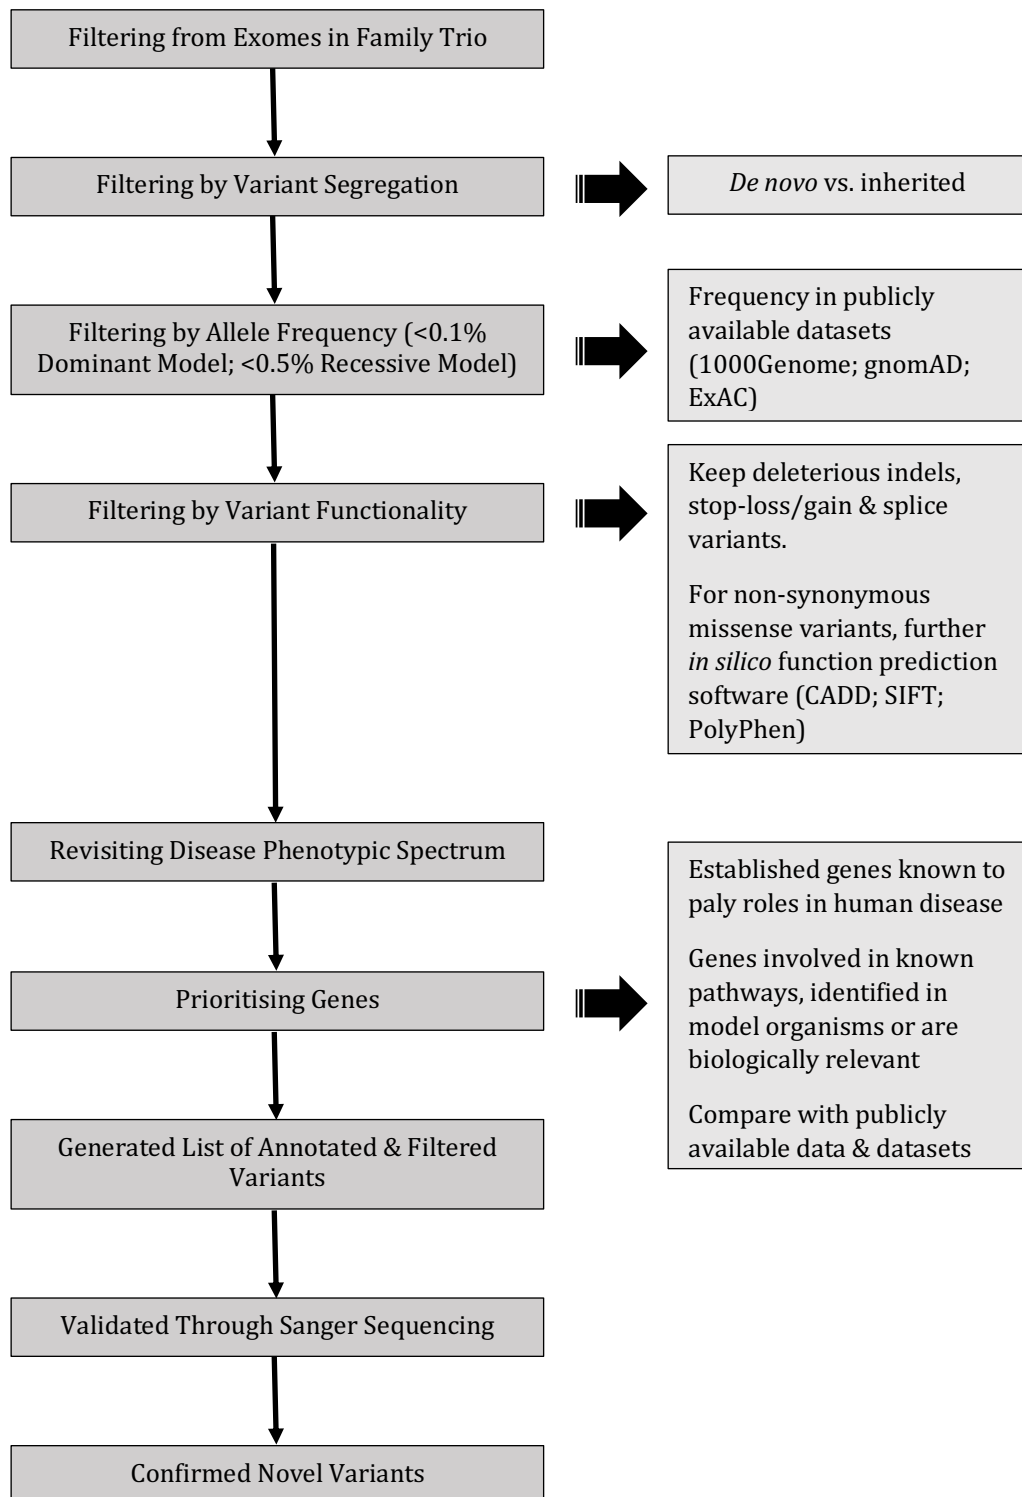 Filtering from Exomes in Family Trio
Filtering by Variant Segregation
De novo vs. inherited
Filtering by Allele Frequency (<0.1%
Dominant Model; <0.5% Recessive Model)
Frequency in publicly
available datasets
(1000Genome; gnomAD;
ExAC)
Filtering by Variant Functionality
Keep deleterious indels,
stop-loss/gain & splice
variants.
For non-synonymous
missense variants, further
in silico function prediction
software (CADD; SIFT;
PolyPhen)
Revisiting Disease Phenotypic Spectrum
Prioritising Genes
Established genes known to
paly roles in human disease
Genes involved in known
pathways, identified in
model organisms or are
biologically relevant
Compare with publicly
available data & datasets
Generated List of Annotated & Filtered
Variants
Validated Through Sanger Sequencing
Confirmed Novel Variants